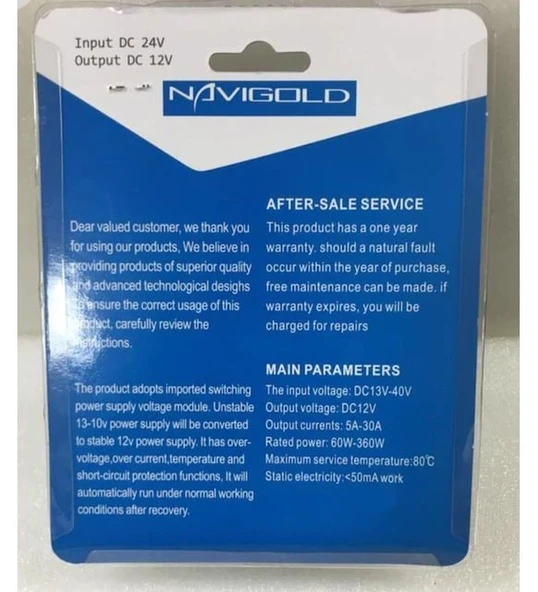 Input DC 24V
Output DC 12V
NAVIGOLD
Dear valued customer, we thank you
for using our products, We believe in
providing products of superior quality
and advanced technological desighs
ensure the correct usage of this
product, carefully review the
instructions.
The product adopts imported switching
power supply voltage module. Unstable
13-10v power supply will be converted
to stable 12v power supply. It has over-
voltage,over current,temperature and
short-circuit protection functions, It will
automatically run under normal working
conditions after recovery.
AFTER-SALE SERVICE
This product has a one year
warranty. should a natural fault
occur within the year of purchase,
free maintenance can be made. if
warranty expires, you will be
charged for repairs
MAIN PARAMETERS
The input voltage: DC13V-40V
Output voltage: DC12V
Output currents: 5A-30A
Rated power: 60W-360W
Maximum service temperature:80℃
Static electricity:<50mA work